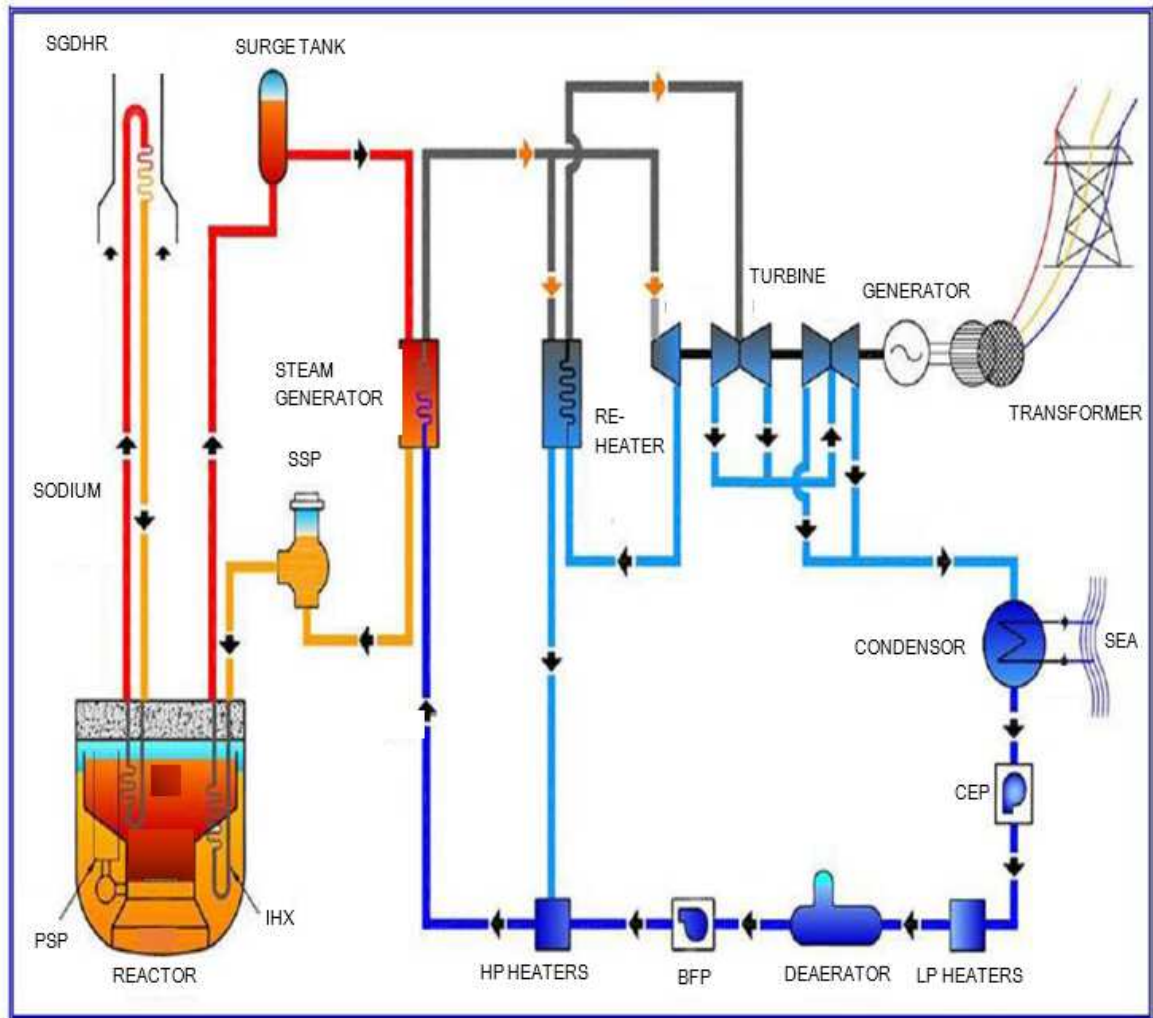 SGDHR
SURGE TANK
TURBINE
GENERATOR
STEAM
GENERATOR
TRANSFORMER
RE-
HEATER
SSP
SODIUM
CONDENSOR
SEA
CEP
IHX
PSP
REACTOR
HP HEATERS
BFP
DEAERATOR
LP HEATERS